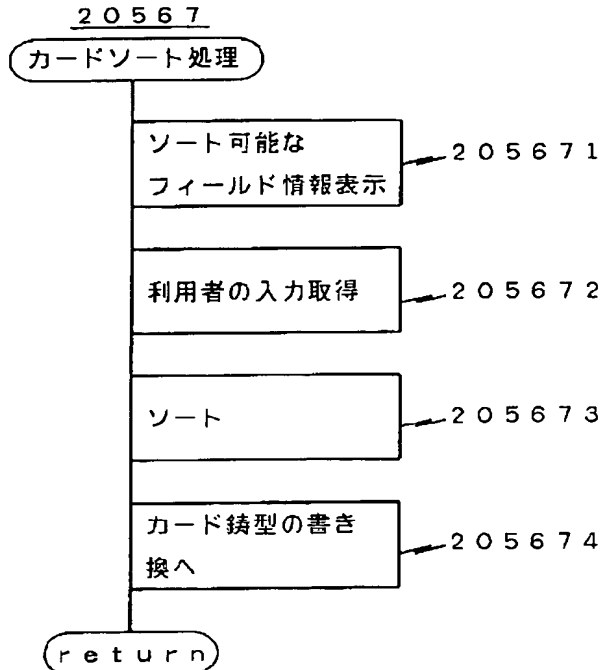 20567
カードソート処理
ソート可能な
フィールド情報表示
205671
利用者の入力取得
205672
ソート
205673
カード鋳型の書き
換へ
205674
return